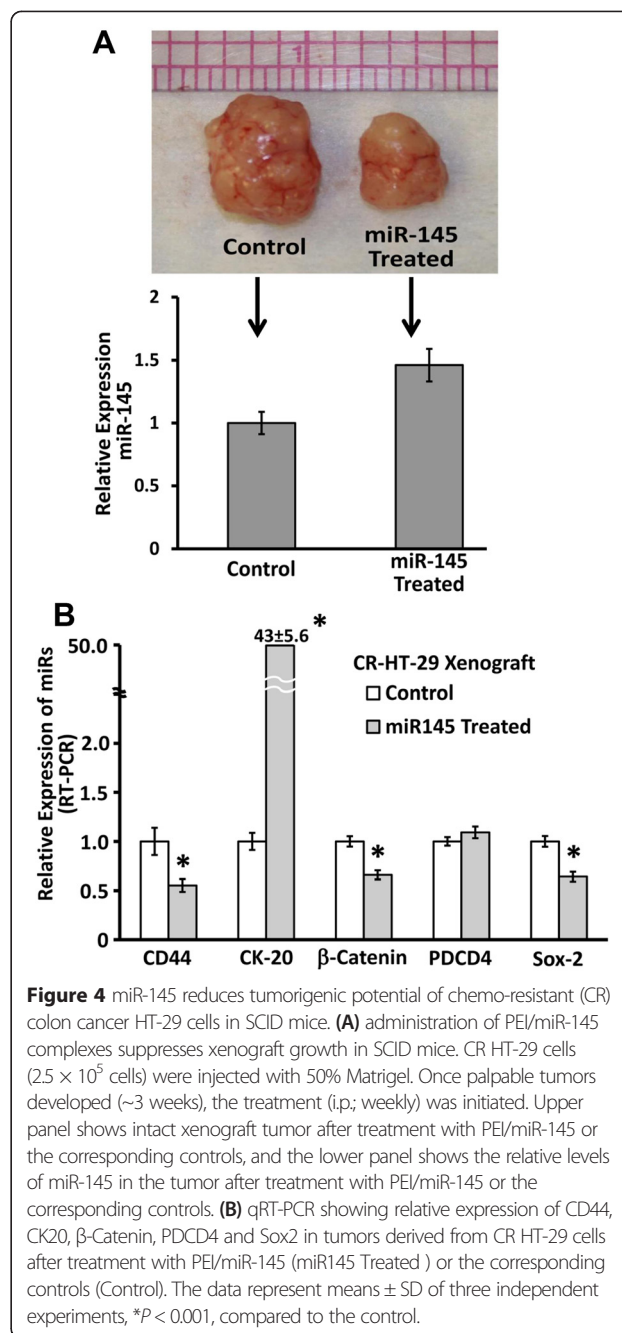 A
1
Control
miR-145
Treated
2
1.5
1
0.5
0
Relative Expression
miR-145
Control
miR-145
Treated
B
43±5.6 *
50.0
2.0
1.5
1.0
0.5
0
Relative Expression of miRs
(RT-PCR)
CR-HT-29 Xenograft
Control
miR145 Treated
*
*
*
CD44 CK-20 β-Catenin PDCD4 Sox-2
Figure 4 miR-145 reduces tumorigenic potential of chemo-resistant (CR)
colon cancer HT-29 cells in SCID mice. (A) administration of PEI/miR-145
complexes suppresses xenograft growth in SCID mice. CR HT-29 cells
(2.5 × 10⁵ cells) were injected with 50% Matrigel. Once palpable tumors
developed (~3 weeks), the treatment (i.p.; weekly) was initiated. Upper
panel shows intact xenograft tumor after treatment with PEI/miR-145 or
the corresponding controls, and the lower panel shows the relative levels
of miR-145 in the tumor after treatment with PEI/miR-145 or the
corresponding controls. (B) qRT-PCR showing relative expression of CD44,
CK20, β-Catenin, PDCD4 and Sox2 in tumors derived from CR HT-29 cells
after treatment with PEI/miR-145 (miR145 Treated ) or the corresponding
controls (Control). The data represent means ± SD of three independent
experiments, *P < 0.001, compared to the control.